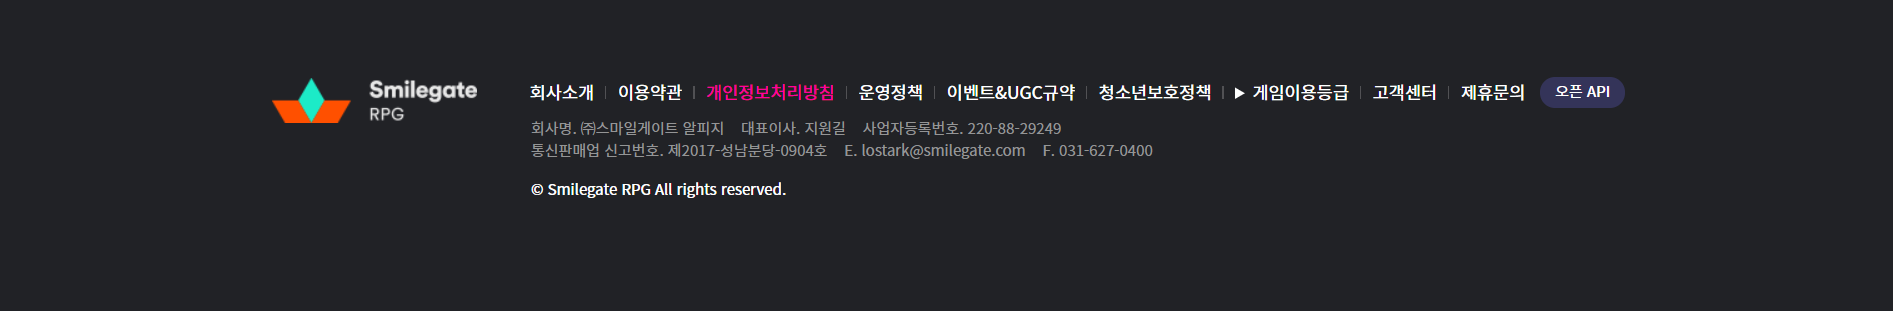 Smilegate
RPG
회사소개 | 이용약관 | 개인정보처리방침 | 운영정책 | 이벤트&UGC규약 | 청소년보호정책 | ▶ 게임이용등급 | 고객센터 | 제휴문의 오픈 API
회사명. ㈜스마일게이트 알피지 대표이사. 지원길 사업자등록번호. 220-88-29249
통신판매업 신고번호. 제2017-성남분당-0904호 E. lostark@smilegate.com F. 031-627-0400
© Smilegate RPG All rights reserved.